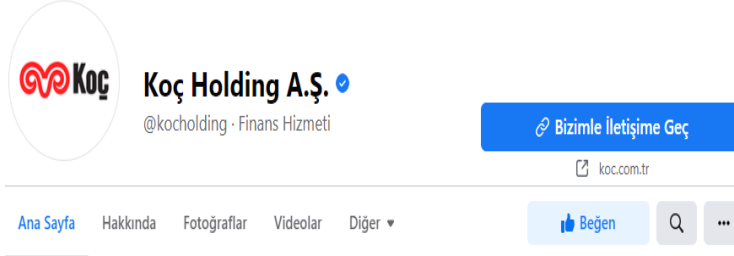 Koç
Koç Holding A.Ş.
@kocholding · Finans Hizmeti
Bizimle İletişime Geç
koc.com.tr
Ana Sayfa Hakkında Fotoğraflar Videolar Diğer
Beğen